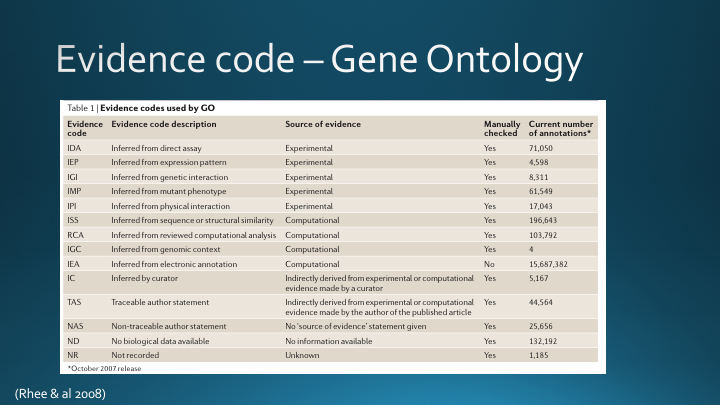 Evidence code – Gene Ontology
Table 1 | Evidence codes used by GO
Evidence code Evidence code description Source of evidence Manually checked Current number of annotations*
IDA Inferred from direct assay Experimental Yes 71,050
IEP Inferred from expression pattern Experimental Yes 4,598
IGI Inferred from genetic interaction Experimental Yes 8,311
IMP Inferred from mutant phenotype Experimental Yes 61,549
IPI Inferred from physical interaction Experimental Yes 17,043
ISS Inferred from sequence or structural similarity Computational Yes 196,643
RCA Inferred from reviewed computational analysis Computational Yes 103,792
IGC Inferred from genomic context Computational Yes 4
IEA Inferred from electronic annotation Computational No 15,687,382
IC Inferred by curator Indirectly derived from experimental or computational Yes 5,167
evidence made by a curator
TAS Traceable author statement Indirectly derived from experimental or computational Yes 44,564
evidence made by the author of the published article
NAS Non-traceable author statement No 'source of evidence' statement given Yes 25,656
ND No biological data available No information available Yes 132,192
NR Not recorded Unknown Yes 1,185
*October 2007 release
(Rhee & al 2008)